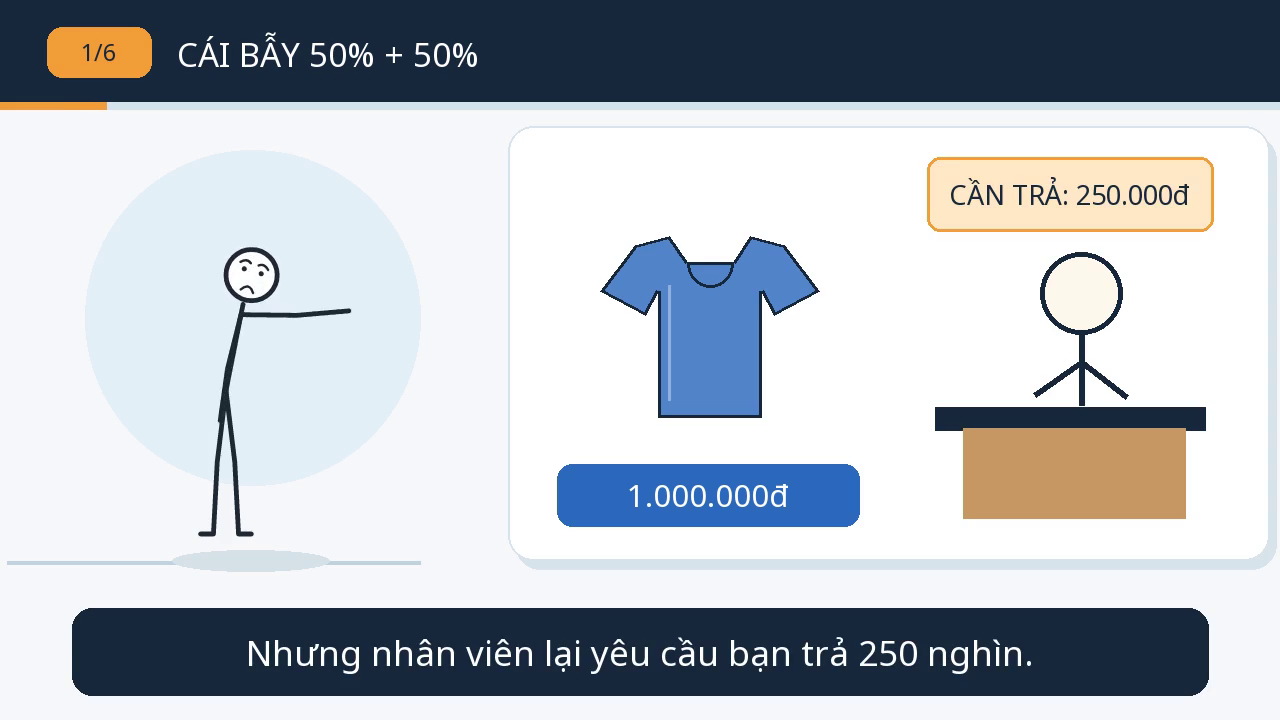 1/6
CÁI BẪY 50% + 50%
CẦN TRẢ: 250.000đ
1.000.000đ
Nhưng nhân viên lại yêu cầu bạn trả 250 nghìn.